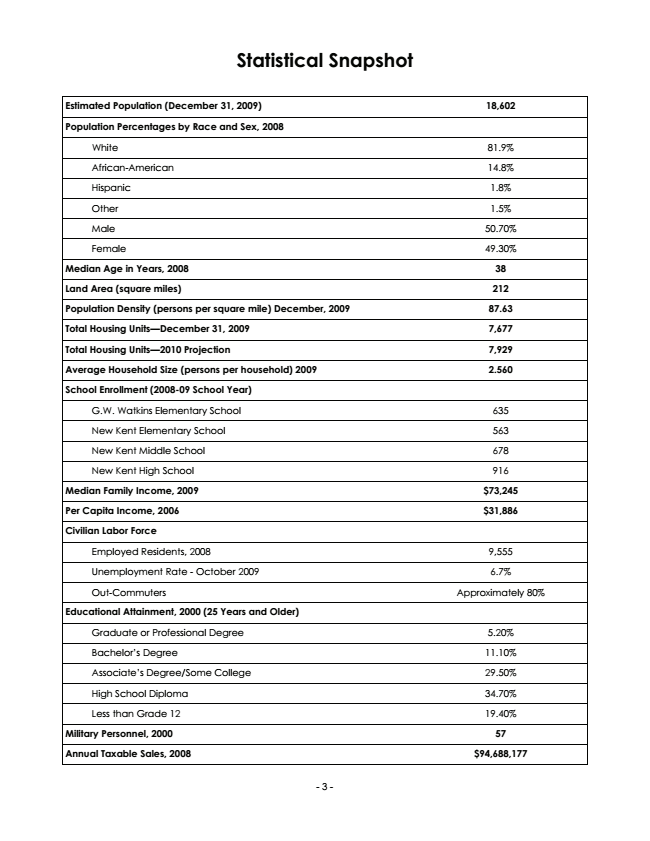 Statistical Snapshot
Estimated Population (December 31, 2009) 18,602
Population Percentages by Race and Sex, 2008
White 81.9%
African-American 14.8%
Hispanic 1.8%
Other 1.5%
Male 50.70%
Female 49.30%
Median Age in Years, 2008 38
Land Area (square miles) 212
Population Density (persons per square mile) December, 2009 87.63
Total Housing Units—December 31, 2009 7,677
Total Housing Units—2010 Projection 7,929
Average Household Size (persons per household) 2009 2.560
School Enrollment (2008-09 School Year)
G.W. Watkins Elementary School 635
New Kent Elementary School 563
New Kent Middle School 678
New Kent High School 916
Median Family Income, 2009 $73,245
Per Capita Income, 2006 $31,886
Civilian Labor Force
Employed Residents, 2008 9,555
Unemployment Rate - October 2009 6.7%
Out-Commuters Approximately 80%
Educational Attainment, 2000 (25 Years and Older)
Graduate or Professional Degree 5.20%
Bachelor’s Degree 11.10%
Associate’s Degree/Some College 29.50%
High School Diploma 34.70%
Less than Grade 12 19.40%
Military Personnel, 2000 57
Annual Taxable Sales, 2008 $94,688,177
- 3 -